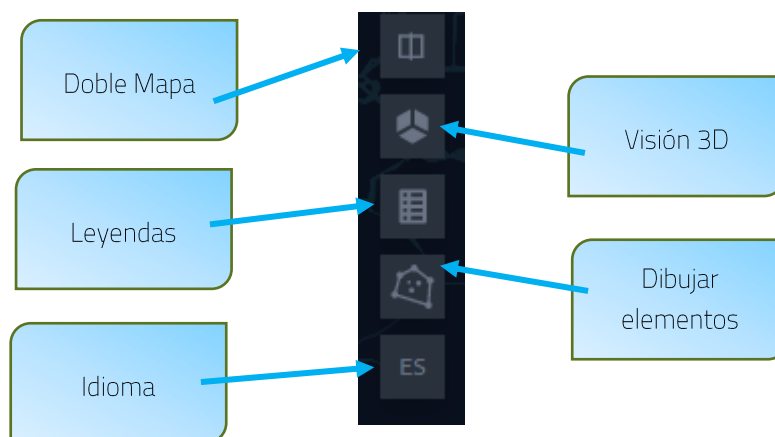 Doble Mapa
Visión 3D
Leyendas
Dibujar
elementos
ES
Idioma